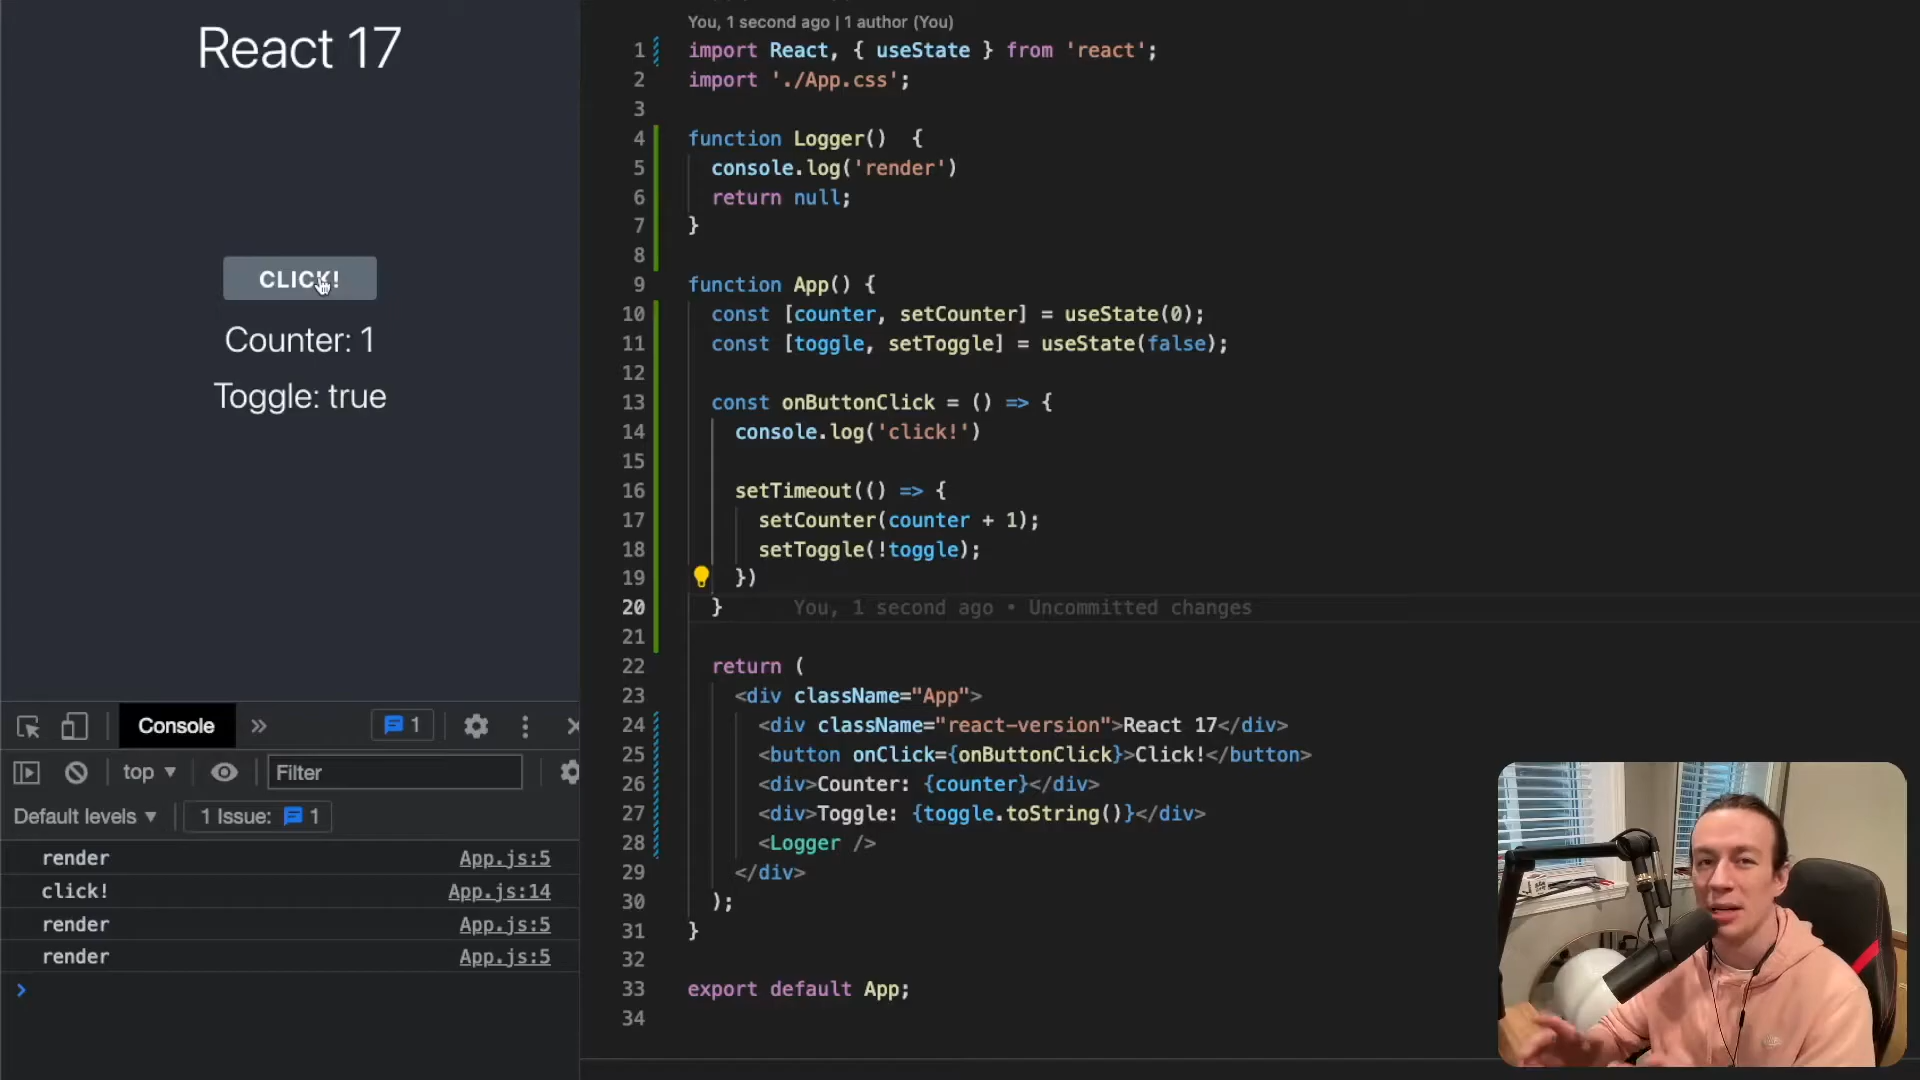 React 17
CLICK!
Counter: 1
Toggle: true
Console
1
top
Filter
Default levels
1 Issue: 1
render App.js:5
click! App.js:14
render App.js:5
render App.js:5
You, 1 second ago | 1 author (You)
1 import React, { useState } from 'react';
2 import './App.css';
3
4 function Logger()  {
5 console.log('render')
6 return null;
7 }
8
9 function App() {
10 const [counter, setCounter] = useState(0);
11 const [toggle, setToggle] = useState(false);
12
13 const onButtonClick = () => {
14 console.log('click!')
15
16 setTimeout(() => {
17 setCounter(counter + 1);
18 setToggle(!toggle);
19 })
20 } You, 1 second ago • Uncommitted changes
21
22 return (
23 <div className="App">
24 <div className="react-version">React 17</div>
25 <button onClick={onButtonClick}>Click!</button>
26 <div>Counter: {counter}</div>
27 <div>Toggle: {toggle.toString()}</div>
28 <Logger />
29 </div>
30 );
31 }
32
33 export default App;
34